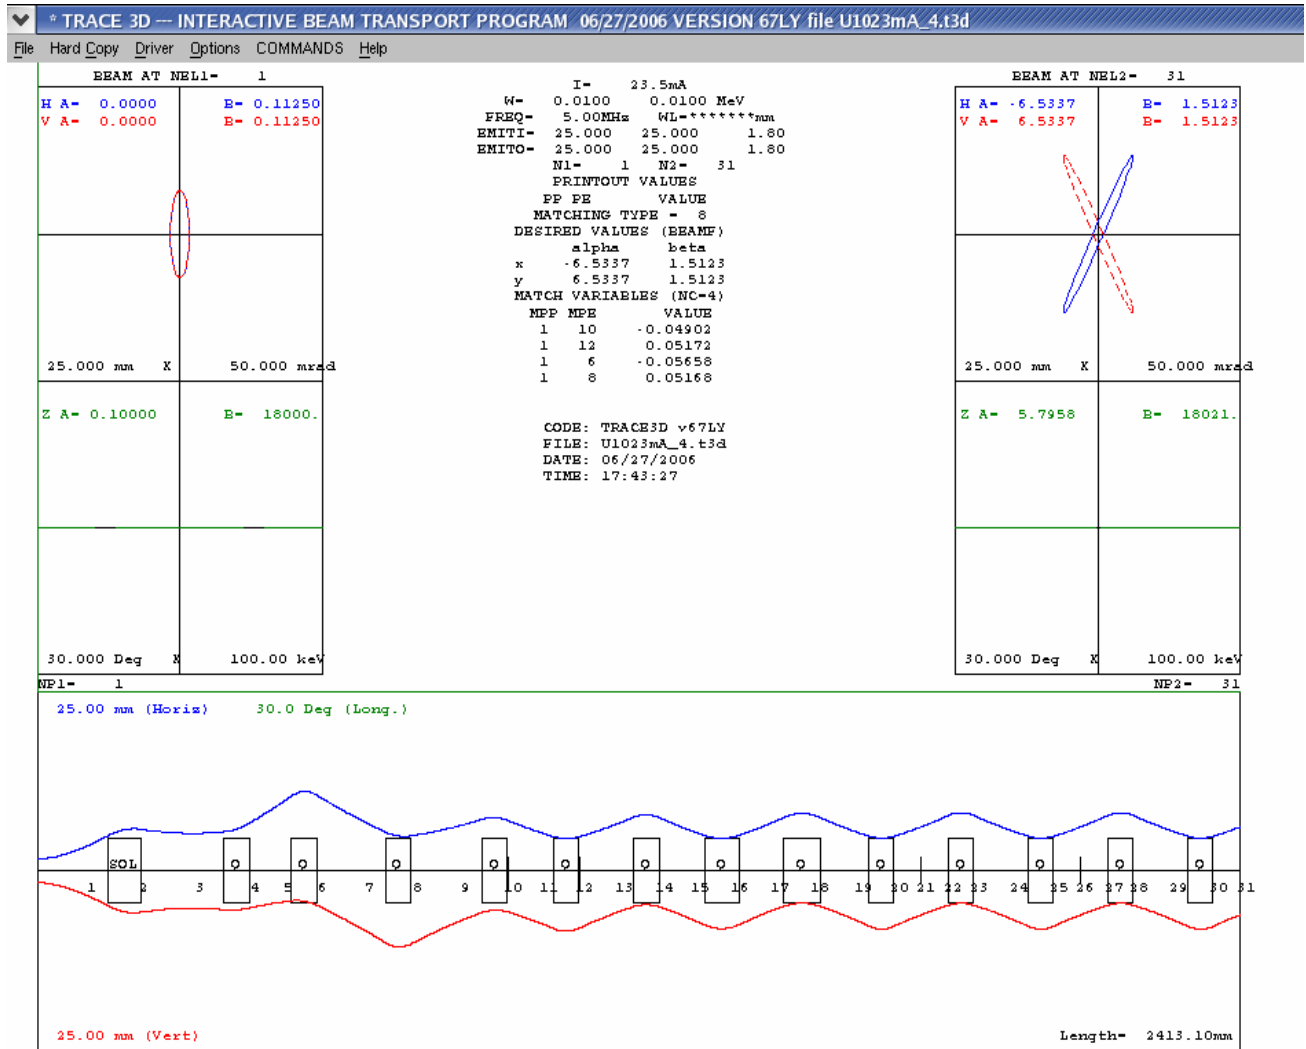 * TRACE 3D --- INTERACTIVE BEAM TRANSPORT PROGRAM 06/27/2006 VERSION 67LY file U1023mA_4.t3d
File Hard Copy Driver Options COMMANDS Help
BEAM AT NEL1= 1
H A= 0.0000 B= 0.11250
V A= 0.0000 B= 0.11250
25.000 mm X 50.000 mrad
Z A= 0.10000 B= 18000.
30.000 Deg X 100.00 keV
NP1= 1
I= 23.5mA
W= 0.0100 0.0100 MeV
FREQ= 5.00MHz WL=*******mm
EMITI= 25.000 25.000 1.80
EMITO= 25.000 25.000 1.80
N1= 1 N2= 31
PRINTOUT VALUES
PP PE VALUE
MATCHING TYPE = 8
DESIRED VALUES (BEAMF)
alpha beta
x -6.5337 1.5123
y 6.5337 1.5123
MATCH VARIABLES (NC=4)
MPP MPE VALUE
1 10 -0.04902
1 12 0.05172
1 6 -0.05658
1 8 0.05168
CODE: TRACE3D v67LY
FILE: U1023mA_4.t3d
DATE: 06/27/2006
TIME: 17:43:27
BEAM AT NEL2= 31
H A= -6.5337 B= 1.5123
V A= 6.5337 B= 1.5123
25.000 mm X 50.000 mrad
Z A= 5.7958 B= 18021.
30.000 Deg X 100.00 keV
NP2= 31
25.00 mm (Horiz) 30.0 Deg (Long.)
SOL Q Q Q Q Q Q Q Q Q Q Q Q Q
1 2 3 4 5 6 7 8 9 10 11 12 13 14 15 16 17 18 19 20 21 22 23 24 25 26 27 28 29 30 31
25.00 mm (Vert) Length= 2413.10mm